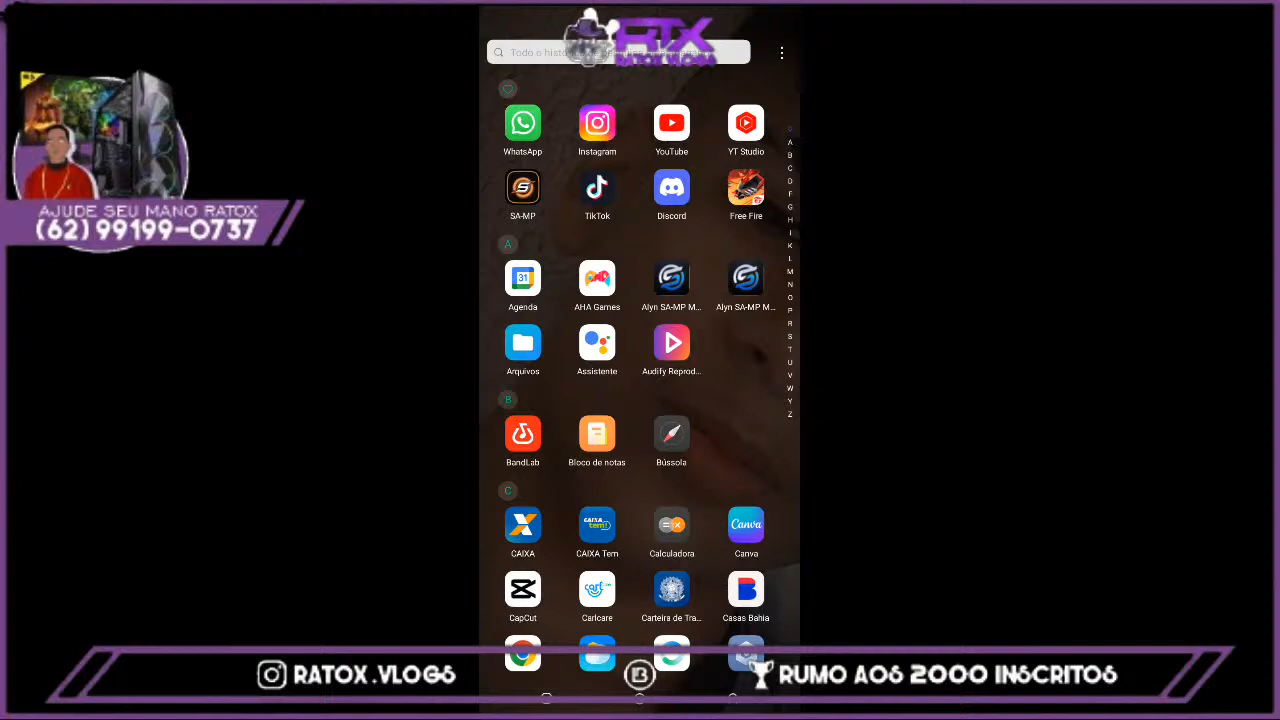 RTX
RATOX VLOGS
Todo o hist
WhatsApp
Instagram
YouTube
YT Studio
SA-MP
TikTok
Discord
Free Fire
AJUDE SEU MANO RATOX
(62) 99199-0737
A
Agenda
AHA Games
Alyn SA-MP M...
Alyn SA-MP M...
Arquivos
Assistente
Audify Reprod...
B
BandLab
Bloco de notas
Bússola
C
CAIXA
CAIXA Tem
Calculadora
Canva
CapCut
Carlcare
Carteira de Tra...
Casas Bahia
A
B
C
D
F
G
H
I
K
L
M
N
O
P
R
S
T
U
V
W
Y
Z
RATOX.VLOGS
RUMO AOS 2000 INSCRITOS